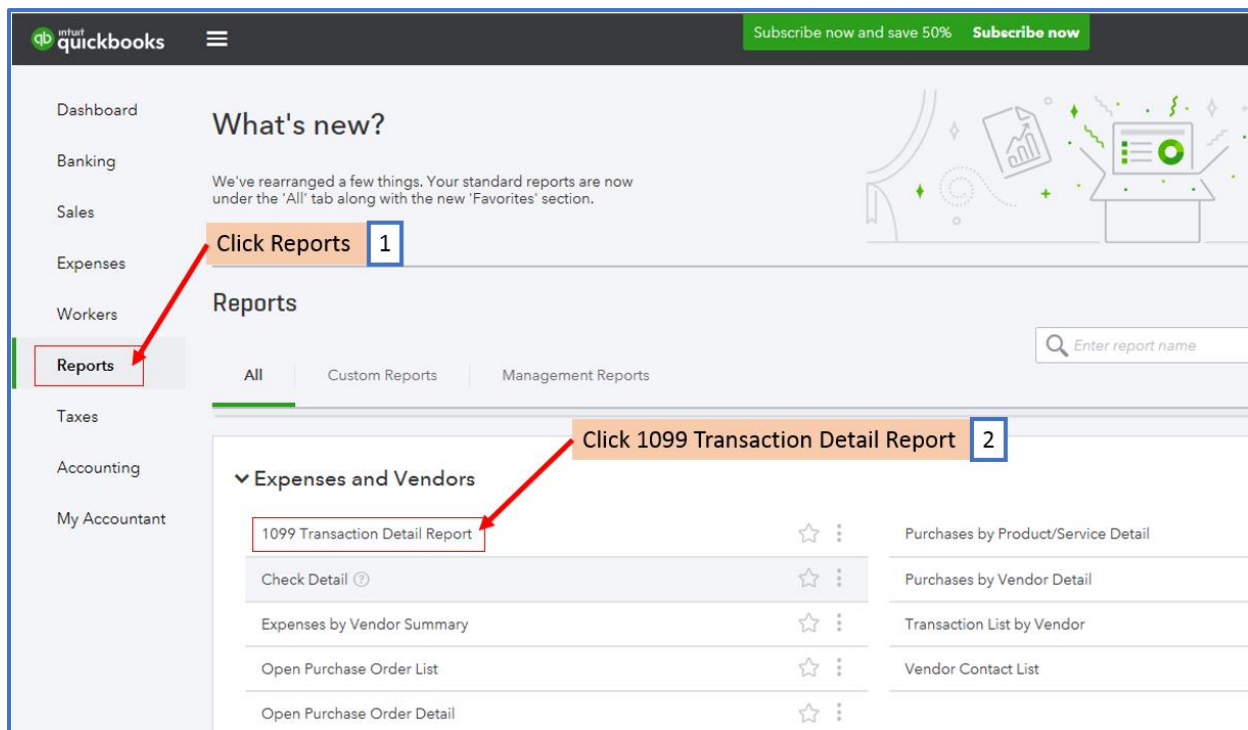 qb intuit quickbooks
Subscribe now and save 50% Subscribe now
Dashboard
Banking
Sales
Expenses
Workers
Reports
Taxes
Accounting
My Accountant
What's new?
We've rearranged a few things. Your standard reports are now
under the 'All' tab along with the new 'Favorites' section.
Click Reports 1
Reports
Enter report name
All Custom Reports Management Reports
Click 1099 Transaction Detail Report 2
Expenses and Vendors
1099 Transaction Detail Report
Purchases by Product/Service Detail
Check Detail ?
Purchases by Vendor Detail
Expenses by Vendor Summary
Transaction List by Vendor
Open Purchase Order List
Vendor Contact List
Open Purchase Order Detail